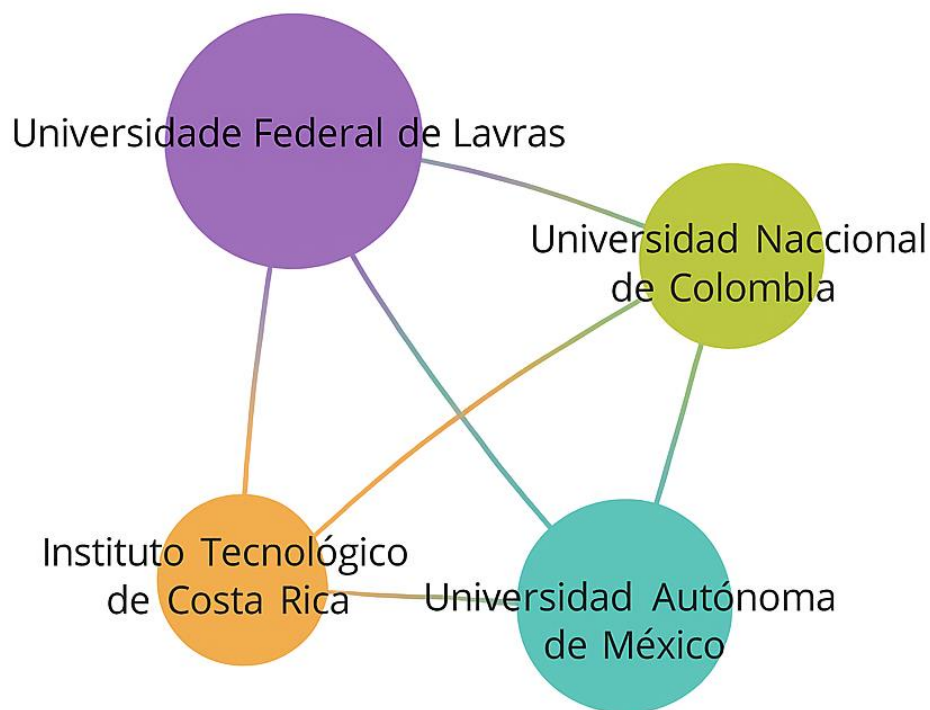 Universidade Federal de Lavras
Universidad Naccional
de Colombla
Instituto Tecnológico
de Costa Rica
Universidad Autónoma
de México